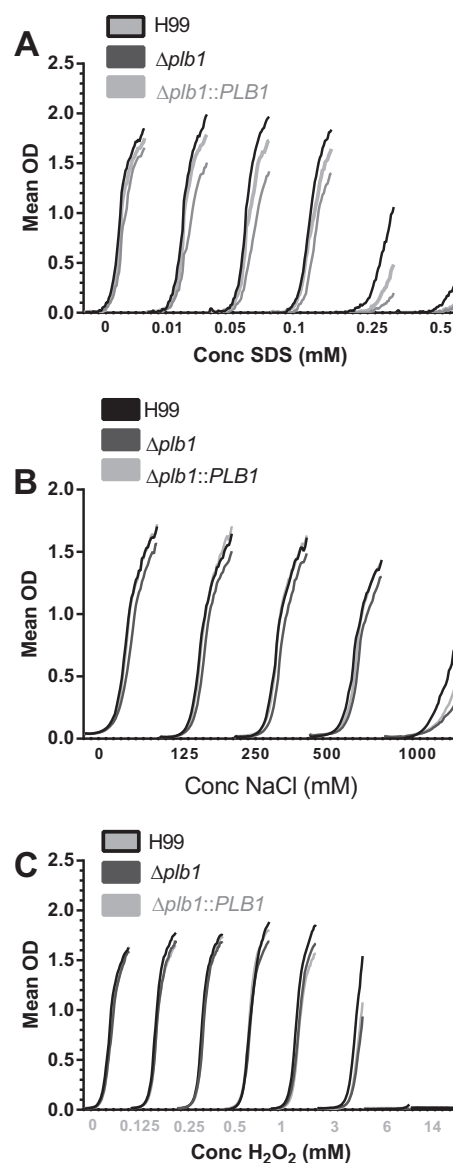 A
H99
Δplb1
Δplb1::PLB1
2.5
2.0
1.5
1.0
0.5
0.0
Mean OD
0 0.01 0.05 0.1 0.25 0.5
Conc SDS (mM)
B
H99
Δplb1
Δplb1::PLB1
2.0
1.5
1.0
0.5
0.0
Mean OD
0 125 250 500 1000
Conc NaCl (mM)
C
H99
Δplb1
Δplb1::PLB1
2.5
2.0
1.5
1.0
0.5
0.0
Mean OD
0 0.125 0.25 0.5 1 3 6 14
Conc H₂O₂ (mM)